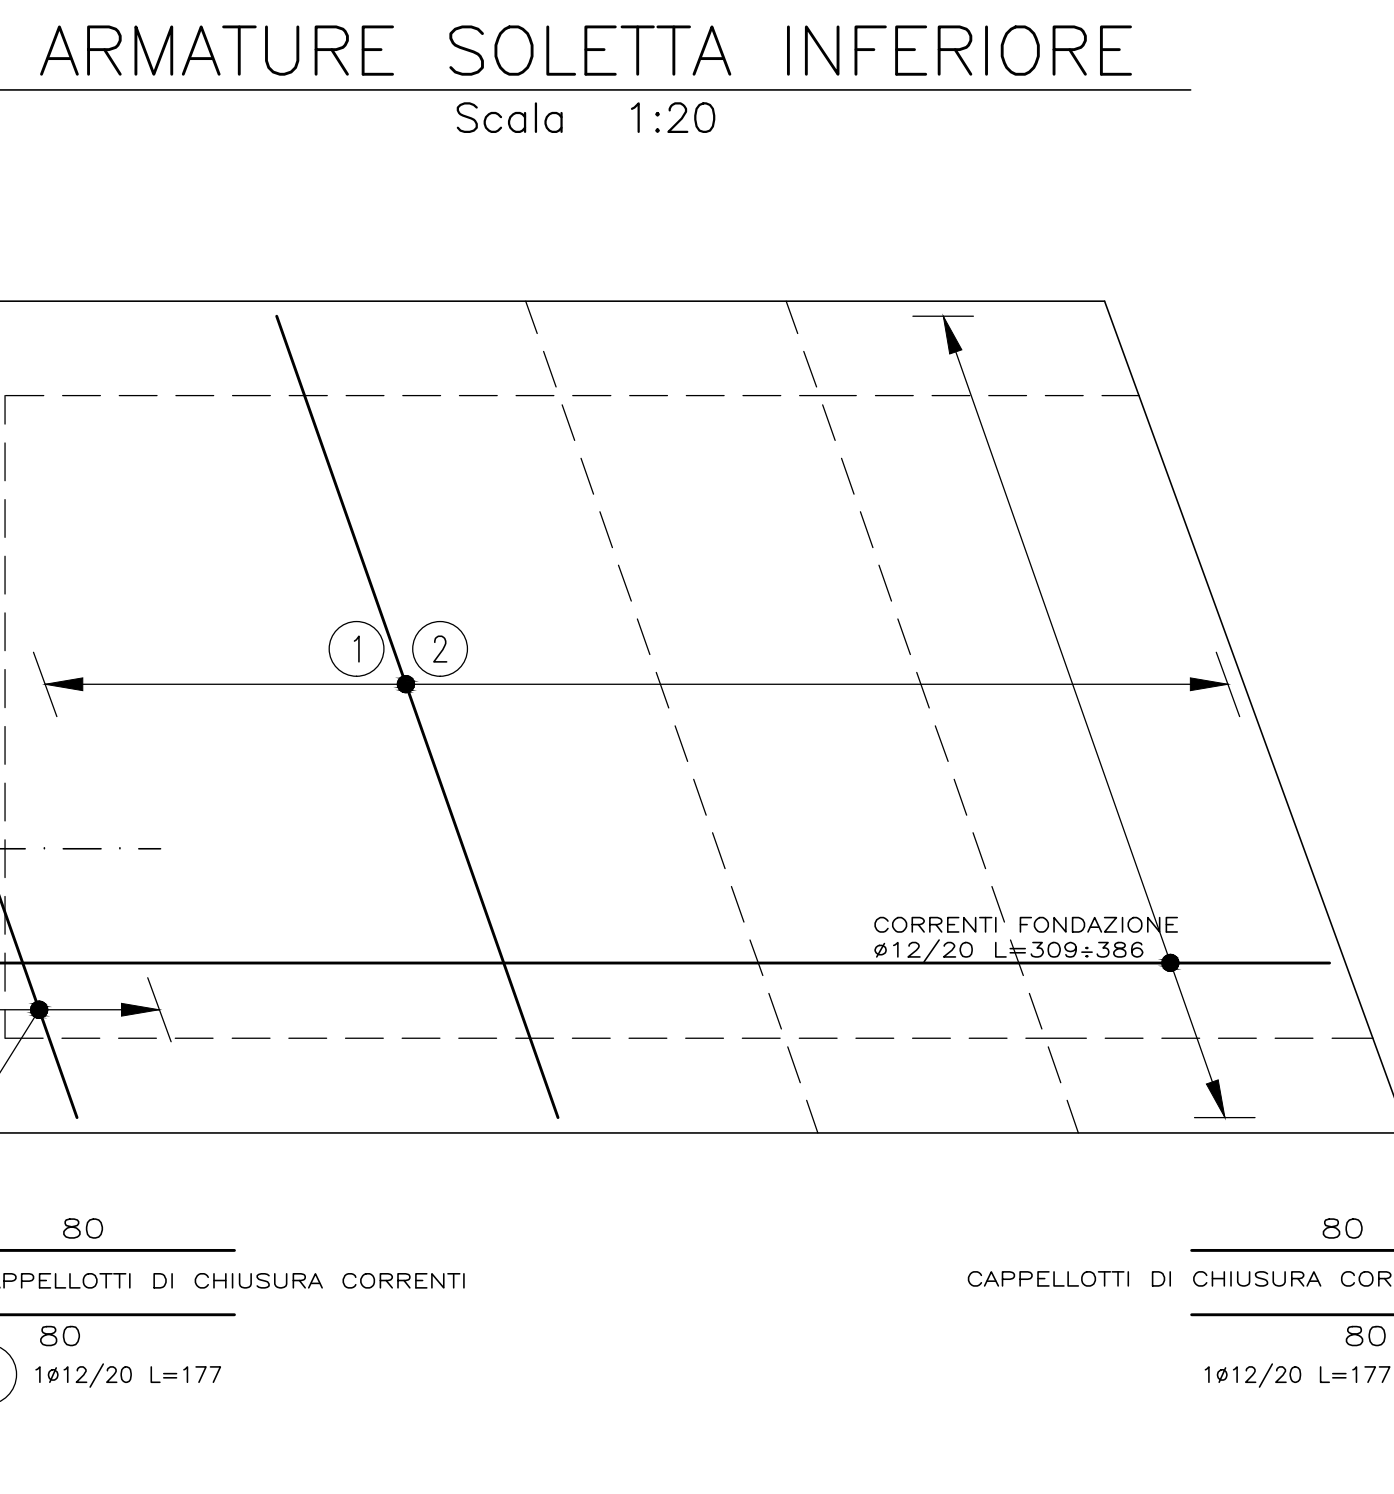 ARMATURE SOLETTA INFERIORE
Scala 1:20
1 2
CORRENTI FONDAZIONE
ø12/20 L=309÷386
80
80
PPELLOTTI DI CHIUSURA CORRENTI
CAPPELLOTTI DI CHIUSURA COR
80
80
1ø12/20 L=177
1ø12/20 L=177